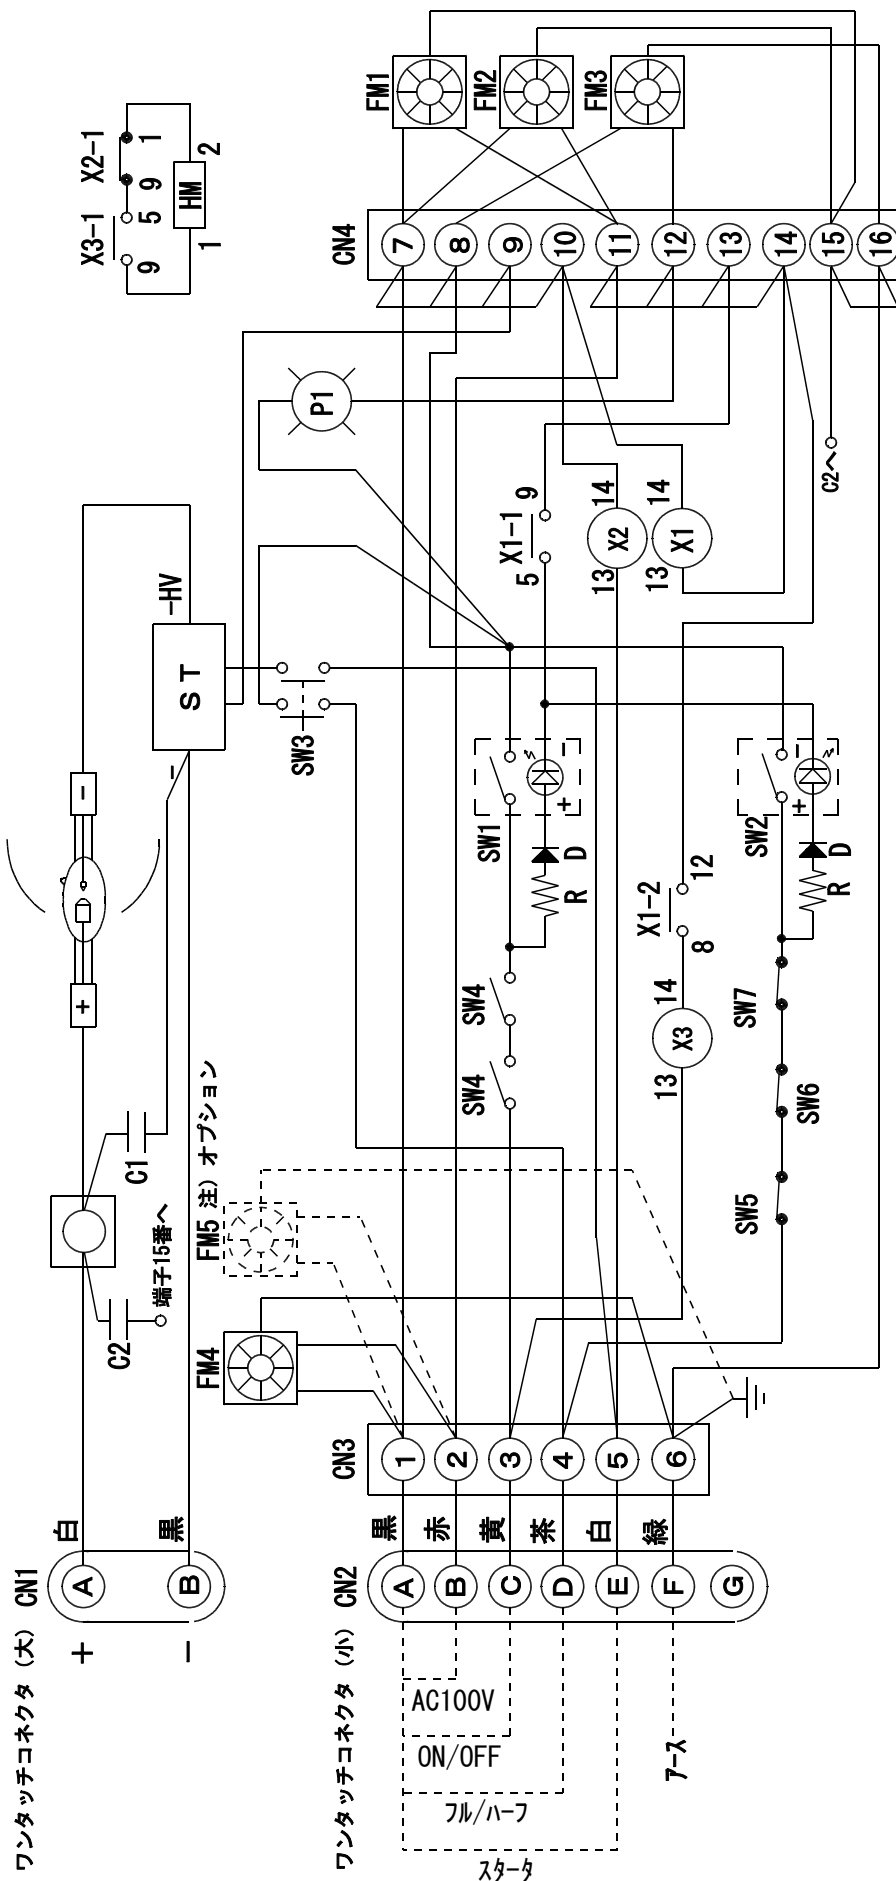 ワンタッチコネクタ (大) CN1
＋
A
白
－
B
黒
C2
端子15番へ
C1
+
-
-
ST
-HV
X3-1
9
5
X2-1
9
1
HM
1
2
FM4
FM5 注) オプション
SW3
P1
ワンタッチコネクタ (小) CN2
A
B
C
D
E
F
G
AC100V
ON/OFF
フル/ハーフ
スタータ
アース
黒
赤
黄
茶
白
緑
CN3
1
2
3
4
5
6
SW4
SW4
R
D
SW1
+
-
X1-1
5
9
13
X2
14
13
X1
14
13
X3
14
X1-2
8
12
SW5
SW6
SW7
R
D
SW2
+
-
C2へ
CN4
7
8
9
10
11
12
13
14
15
16
FM1
FM2
FM3